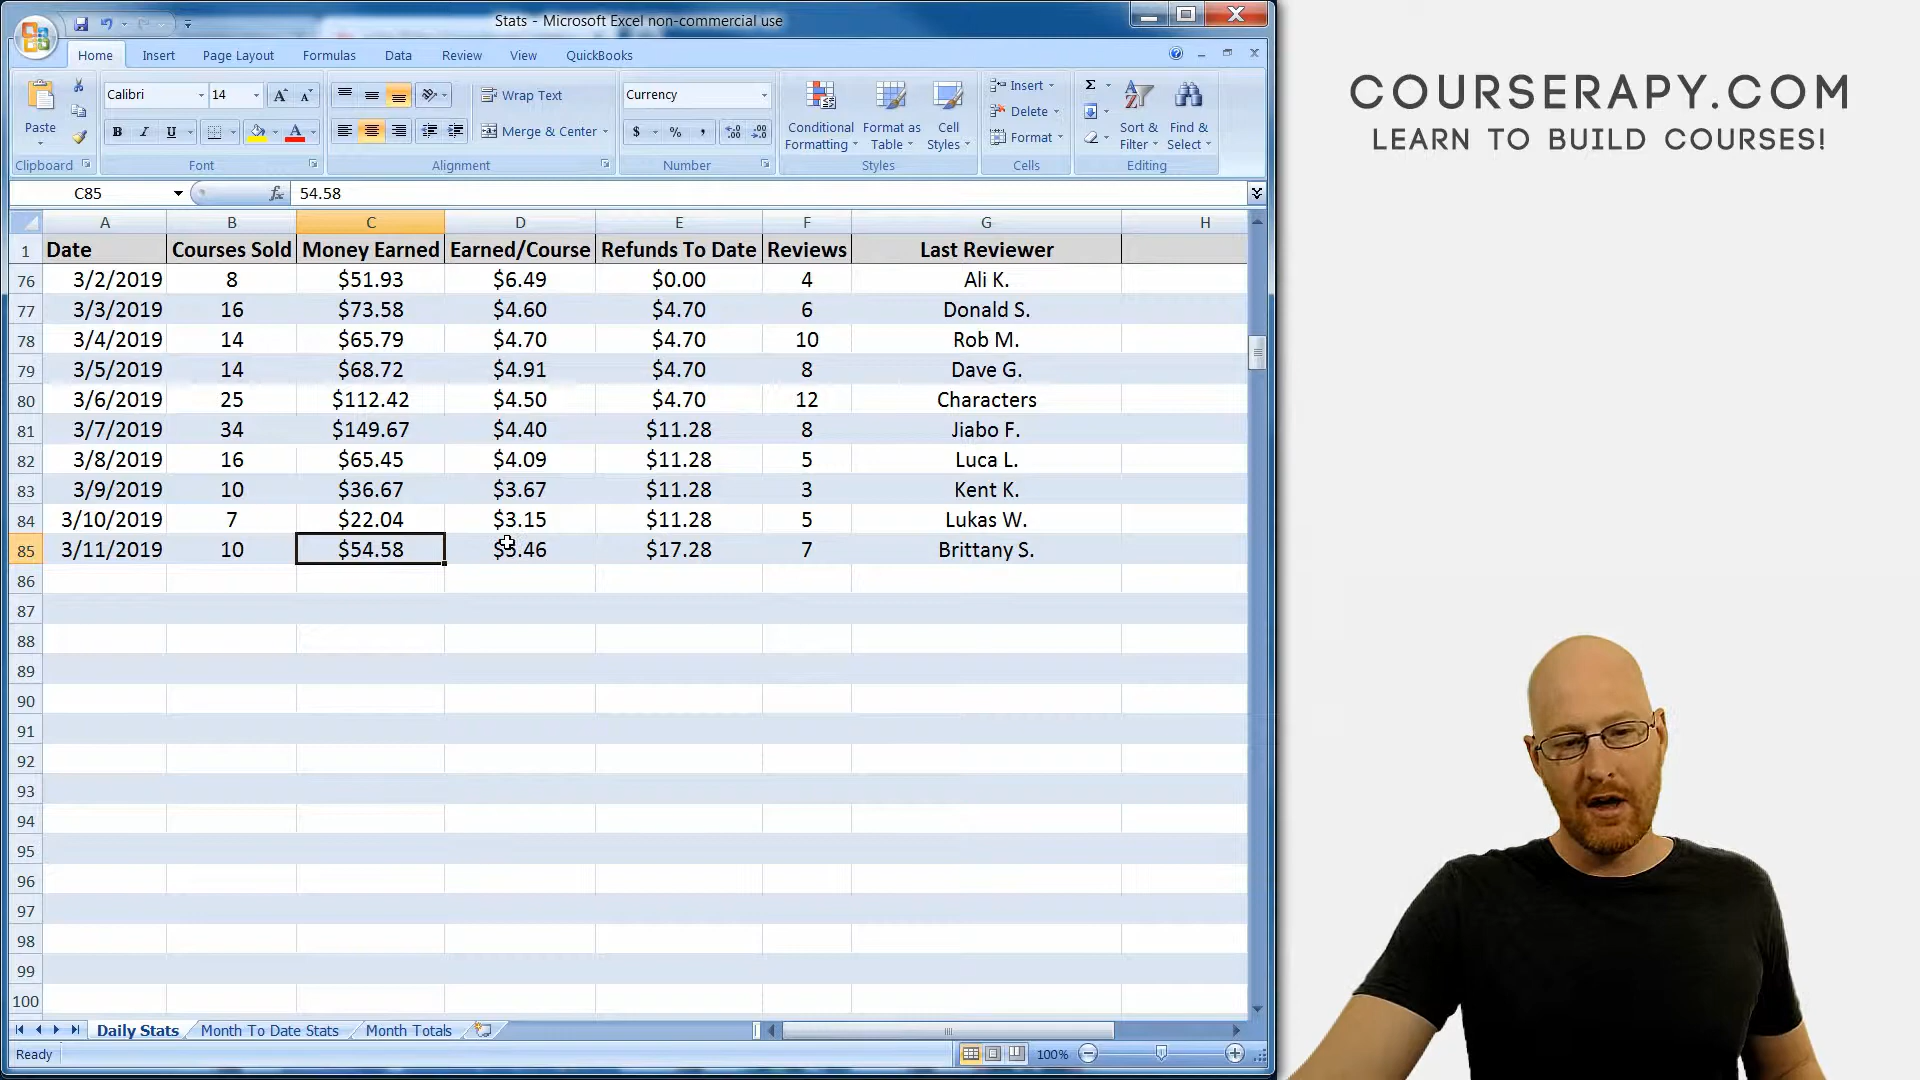 Stats - Microsoft Excel non-commercial use
Home Insert Page Layout Formulas Data Review View QuickBooks
Paste
Clipboard
Calibri 14
B I U
Font
Wrap Text
Merge & Center
Alignment
Currency
$ % ,
Number
Conditional Formatting
Format as Table
Cell Styles
Styles
Insert
Delete
Format
Cells
Σ
Sort & Filter
Find & Select
Editing
C85 fx 54.58
A B C D E F G H
1 Date Courses Sold Money Earned Earned/Course Refunds To Date Reviews Last Reviewer
76 3/2/2019 8 $51.93 $6.49 $0.00 4 Ali K.
77 3/3/2019 16 $73.58 $4.60 $4.70 6 Donald S.
78 3/4/2019 14 $65.79 $4.70 $4.70 10 Rob M.
79 3/5/2019 14 $68.72 $4.91 $4.70 8 Dave G.
80 3/6/2019 25 $112.42 $4.50 $4.70 12 Characters
81 3/7/2019 34 $149.67 $4.40 $11.28 8 Jiabo F.
82 3/8/2019 16 $65.45 $4.09 $11.28 5 Luca L.
83 3/9/2019 10 $36.67 $3.67 $11.28 3 Kent K.
84 3/10/2019 7 $22.04 $3.15 $11.28 5 Lukas W.
85 3/11/2019 10 $54.58 $5.46 $17.28 7 Brittany S.
86
87
88
89
90
91
92
93
94
95
96
97
98
99
100
Daily Stats Month To Date Stats Month Totals
Ready 100%
COURSERAPY.COM
LEARN TO BUILD COURSES!